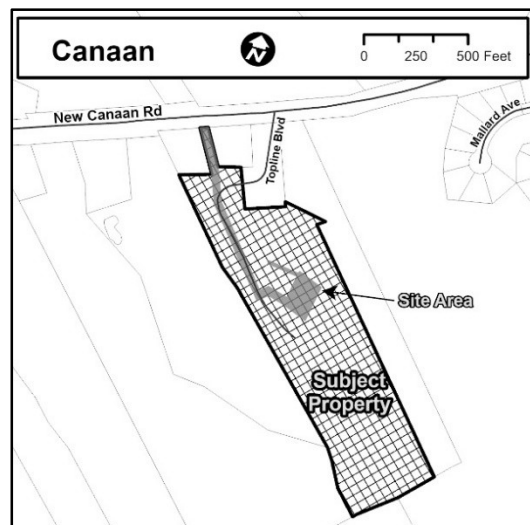 Canaan
N
0 250 500 Feet
New Canaan Rd
Topline Blvd
Mallard Ave
Site Area
Subject
Property